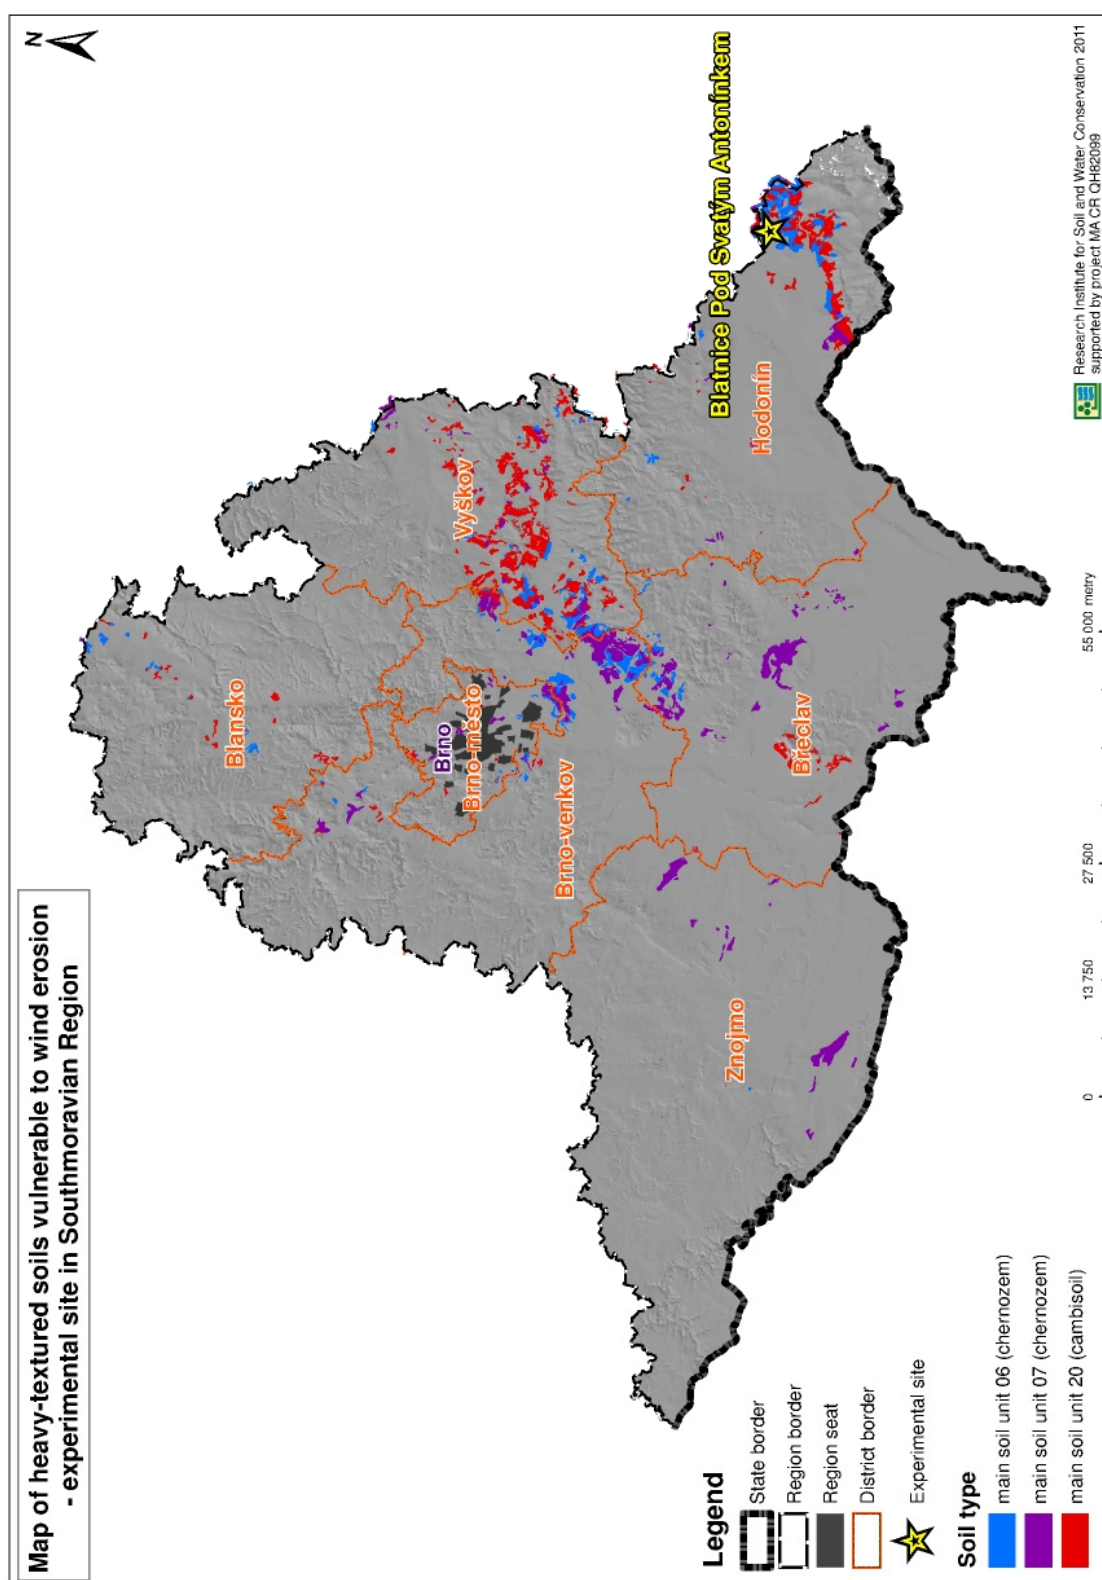 Map of heavy-textured soils vulnerable to wind erosion
- experimental site in Southmoravian Region
N
Blansko
Vyškov
Brno
Brno-město
Brno-venkov
Blatnice Pod Svatým Antonínkem
Hodonín
Znojmo
Břeclav
Legend
State border
Region border
Region seat
District border
Experimental site
Soil type
main soil unit 06 (chernozem)
main soil unit 07 (chernozem)
main soil unit 20 (cambisoil)
0 13 750 27 500 55 000 metry
Research Institute for Soil and Water Conservation 2011
supported by project MA CR QH82099